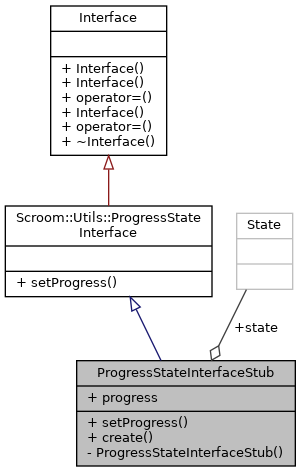 Interface
+ Interface()
+ Interface()
+ operator=()
+ Interface()
+ operator=()
+ ~Interface()
Scroom::Utils::ProgressState
Interface
+ setProgress()
State
+state
ProgressStateInterfaceStub
+ progress
+ setProgress()
+ create()
- ProgressStateInterfaceStub()